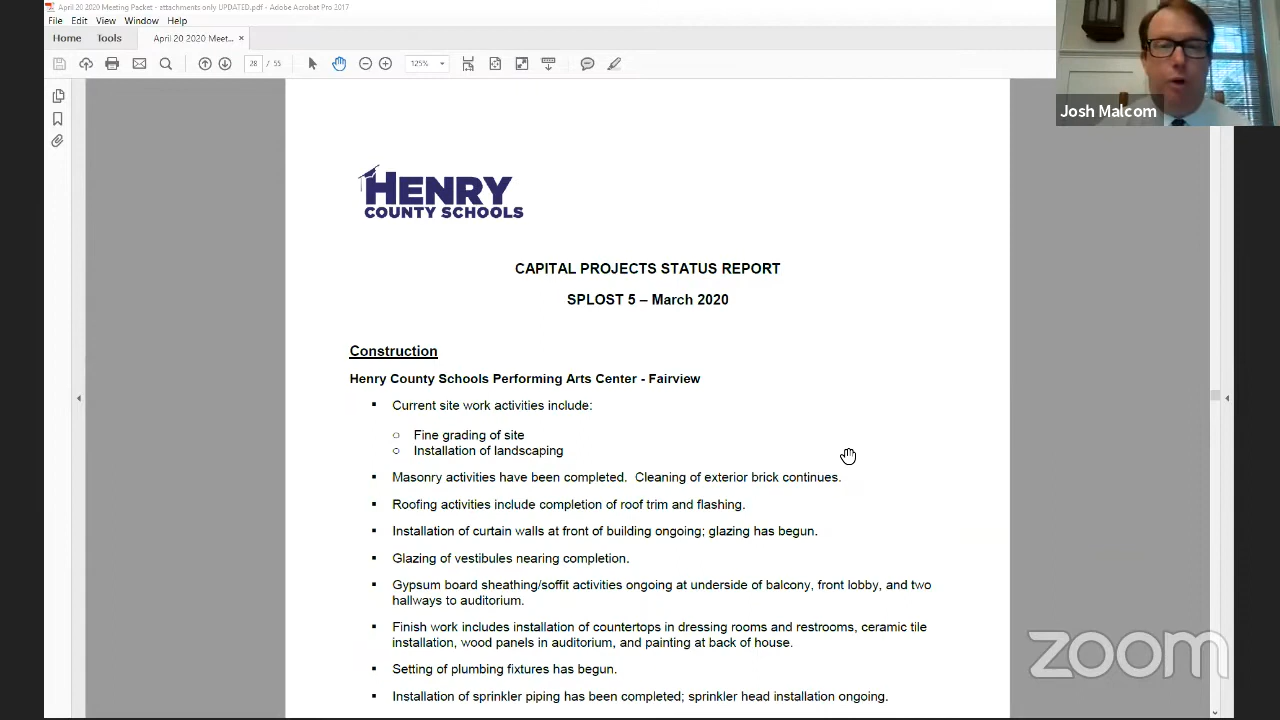 April 20 2020 Meeting Packet - attachments only UPDATED.pdf - Adobe Acrobat Pro 2017
File Edit View Window Help
Home Tools April 20 2020 Meet... ×
28 / 55 125%
Josh Malcom
HENRY
COUNTY SCHOOLS
CAPITAL PROJECTS STATUS REPORT
SPLOST 5 – March 2020
Construction
Henry County Schools Performing Arts Center - Fairview
▪ Current site work activities include:
○ Fine grading of site
○ Installation of landscaping
▪ Masonry activities have been completed. Cleaning of exterior brick continues.
▪ Roofing activities include completion of roof trim and flashing.
▪ Installation of curtain walls at front of building ongoing; glazing has begun.
▪ Glazing of vestibules nearing completion.
▪ Gypsum board sheathing/soffit activities ongoing at underside of balcony, front lobby, and two
hallways to auditorium.
▪ Finish work includes installation of countertops in dressing rooms and restrooms, ceramic tile
installation, wood panels in auditorium, and painting at back of house.
▪ Setting of plumbing fixtures has begun.
▪ Installation of sprinkler piping has been completed; sprinkler head installation ongoing.
zoom